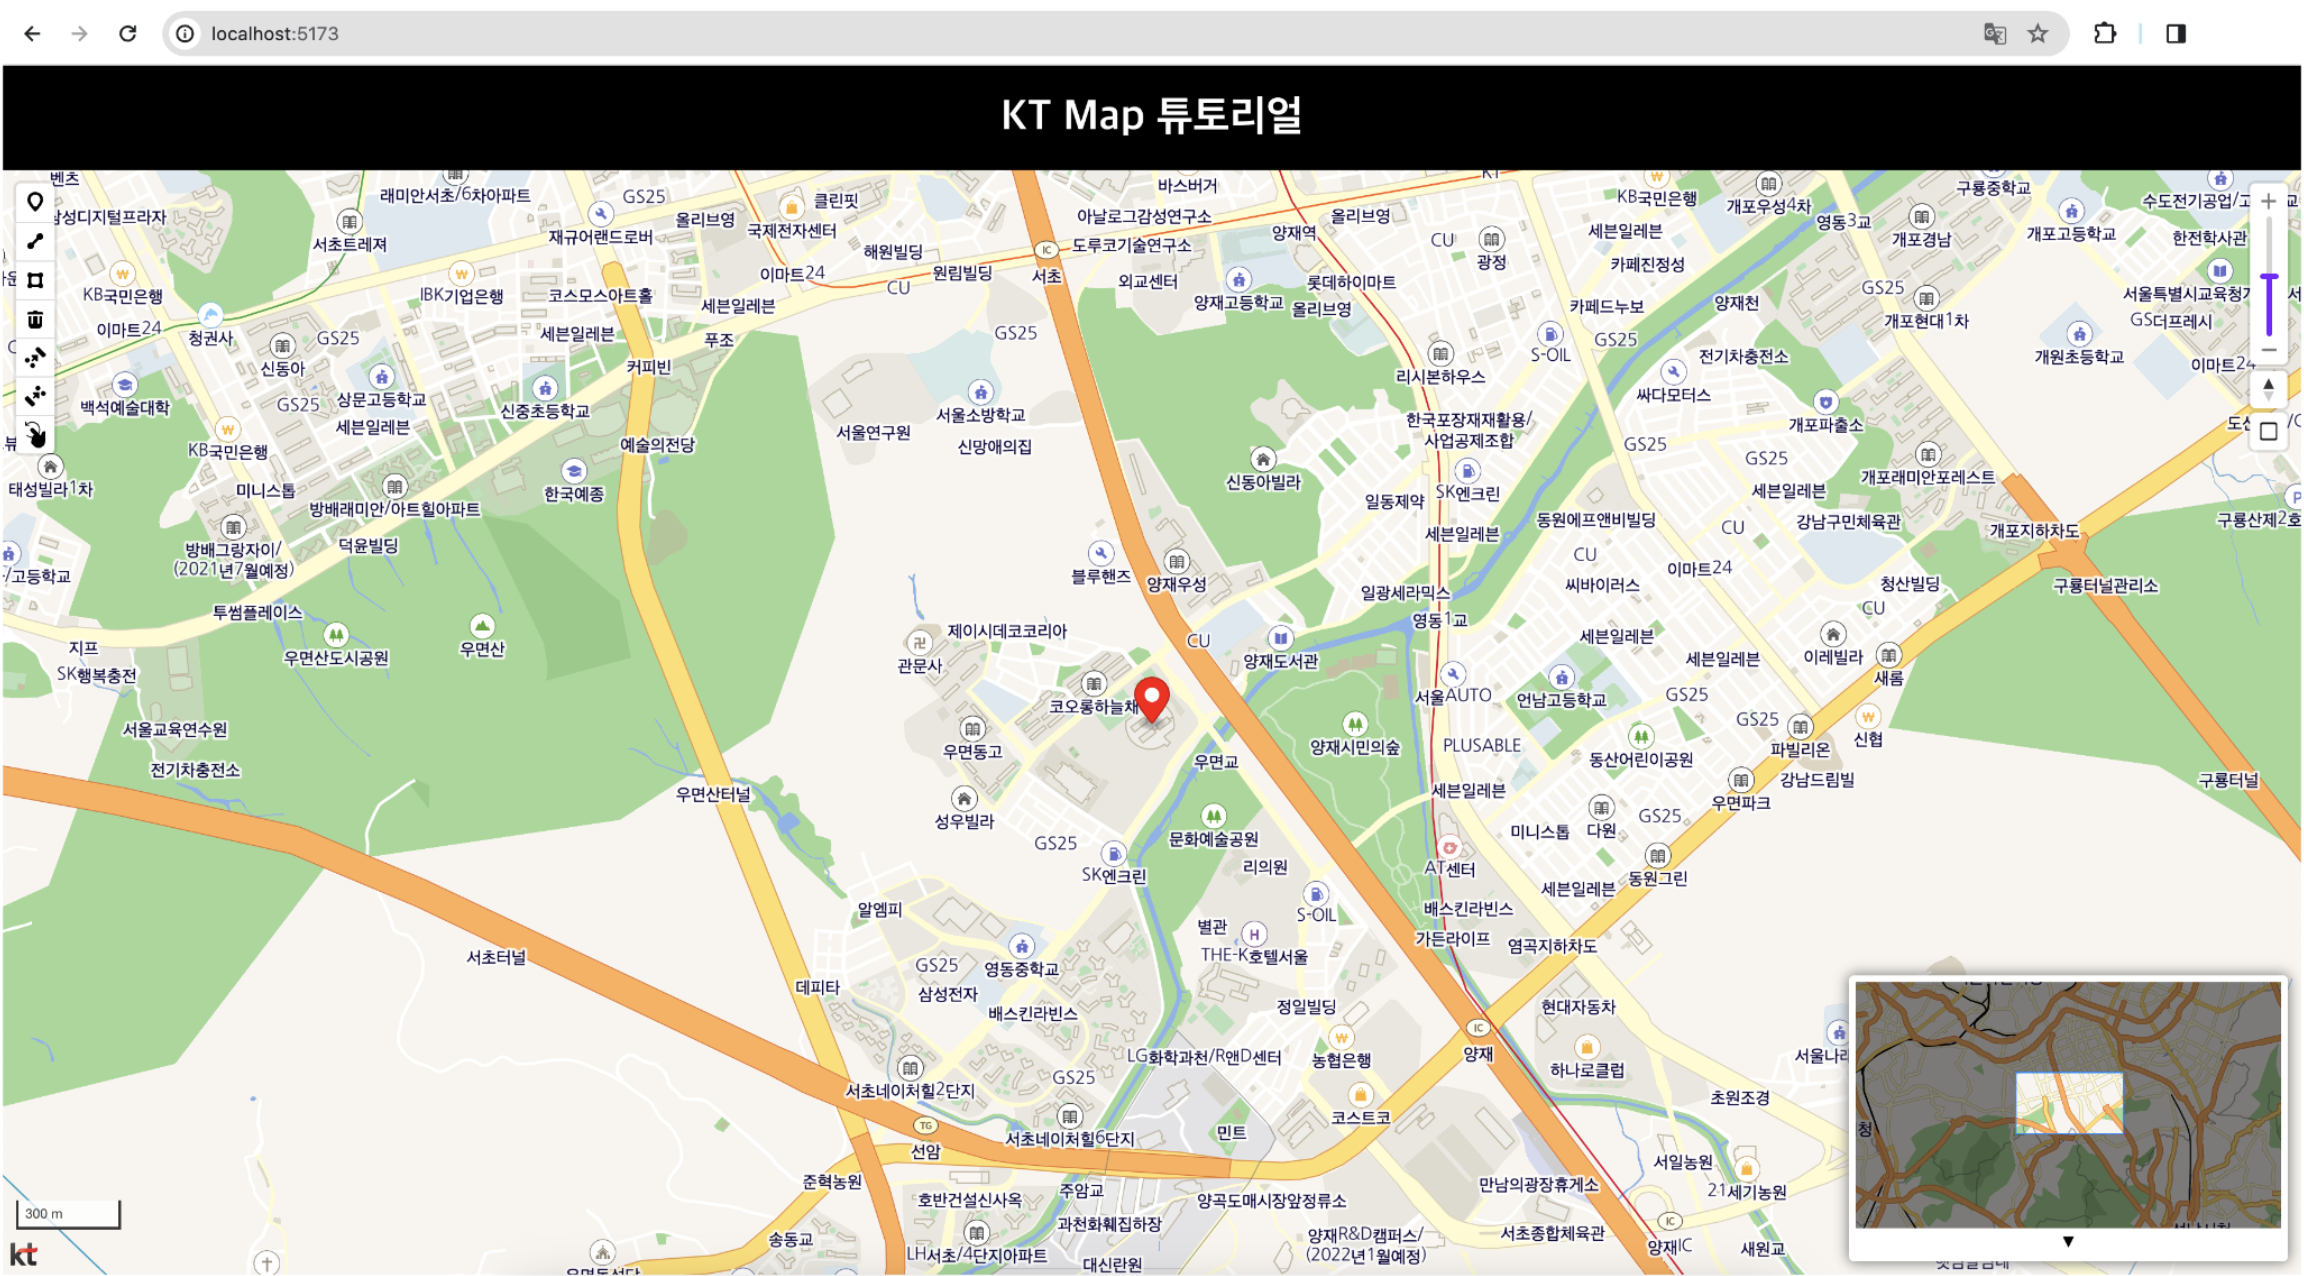 localhost:5173
KT Map 튜토리얼
벤츠
래미안서초/6차아파트
GS25
클린핏
바스버거
KB국민은행
개포우성4차
구룡중학교
삼성디지털프라자
서초트레져
재규어랜드로버
올리브영
국제전자센터
아날로그감성연구소
올리브영
세븐일레븐
영동3교
개포경남
개포고등학교
한전학사관
해원빌딩
도루코기술연구소
양재역
CU
광정
카페진정성
KB국민은행
IBK기업은행
코스모스아트홀
이마트24
원림빌딩
IC
서초
외교센터
양재고등학교
롯데하이마트
올리브영
카페드누보
양재천
GS25
개포현대1차
GS더프레시
이마트24
청권사
세븐일레븐
세븐일레븐
CU
GS25
S-OIL
GS25
전기차충전소
개원초등학교
이마트24
신동아
GS25
커피빈
푸조
리시본하우스
싸다모터스
백석예술대학
GS25
상문고등학교
세븐일레븐
신중초등학교
서울소방학교
한국포장재재활용/
사업공제조합
개포파출소
KB국민은행
예술의전당
서울연구원
신망애의집
GS25
GS25
태성빌라1차
미니스톱
한국예종
신동아빌라
일동제약
SK엔크린
세븐일레븐
개포래미안포레스트
방배래미안/아트힐아파트
세븐일레븐
동원에프앤비빌딩
CU
강남구민체육관
개포지하차도
방배그랑자이/
(2021년7월예정)
덕윤빌딩
블루핸즈
양재우성
CU
이마트24
청산빌딩
구룡터널관리소
/고등학교
투썸플레이스
일광세라믹스
씨바이러스
CU
지프
우면산도시공원
우면산
제이시데코코리아
CU
영동1교
세븐일레븐
SK행복충전
관문사
양재도서관
세븐일레븐
이레빌라
새롬
코오롱하늘채
서울AUTO
언남고등학교
GS25
서울교육연수원
우면동고
양재시민의숲
PLUSABLE
GS25
파빌리온
신협
전기차충전소
우면교
동산어린이공원
강남드림빌
구룡터널
우면산터널
성우빌라
세븐일레븐
우면파크
GS25
문화예술공원
미니스톱
다원
GS25
SK엔크린
리의원
AT센터
세븐일레븐
동원그린
알엠피
S-OIL
배스킨라빈스
별관
가든라이프
염곡지하차도
서초터널
GS25
영동중학교
THE-K호텔서울
데피타
삼성전자
배스킨라빈스
정일빌딩
현대자동차
IC
양재
LG화학과천/R앤D센터
농협은행
하나로클럽
서초네이처힐2단지
GS25
코스트코
초원조경
TG
선암
서초네이처힐6단지
민트
서일농원
준혁농원
호반건설신사옥
주암교
양곡도매시장앞정류소
만남의광장휴게소
21세기농원
300 m
과천화훼집하장
IC
송동교
LH서초/4단지아파트
양재R&D캠퍼스/
(2022년1월예정)
서초종합체육관
양재IC
새원교
대신란원
kt